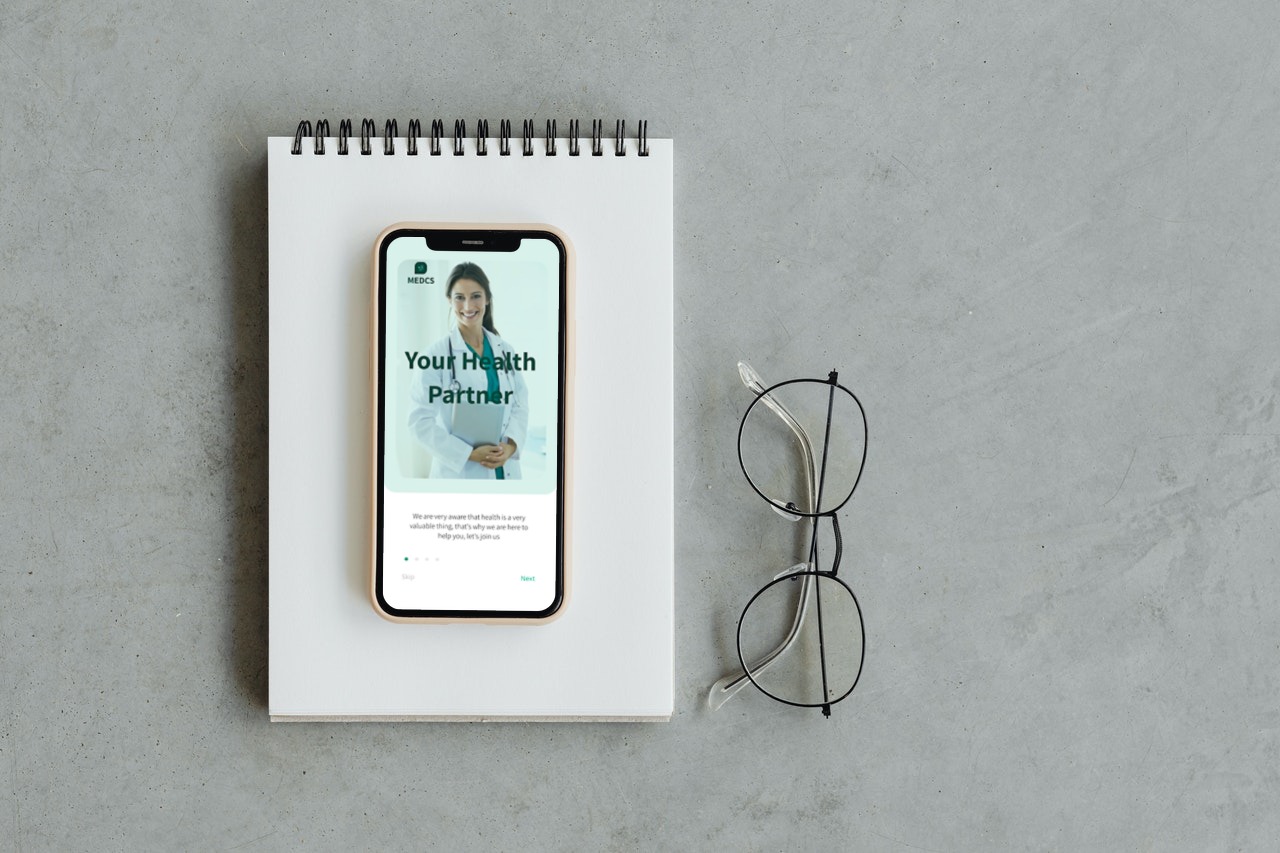 MEDCS
Your Health
Partner
We are very aware that health is a very
valuable thing, that's why we are here to
help you, let's join us
Skip
Next